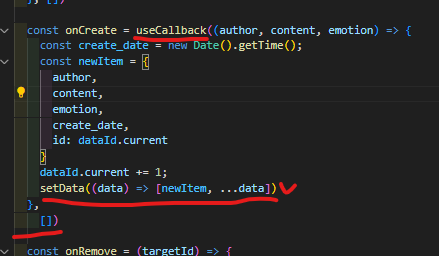 }, [])
const onCreate = useCallback((author, content, emotion) => {
const create_date = new Date().getTime();
const newItem = {
author,
content,
emotion,
create_date,
id: dataId.current
}
dataId.current += 1;
setData((data) => [newItem, ...data])
},
[])
const onRemove = (targetId) => {